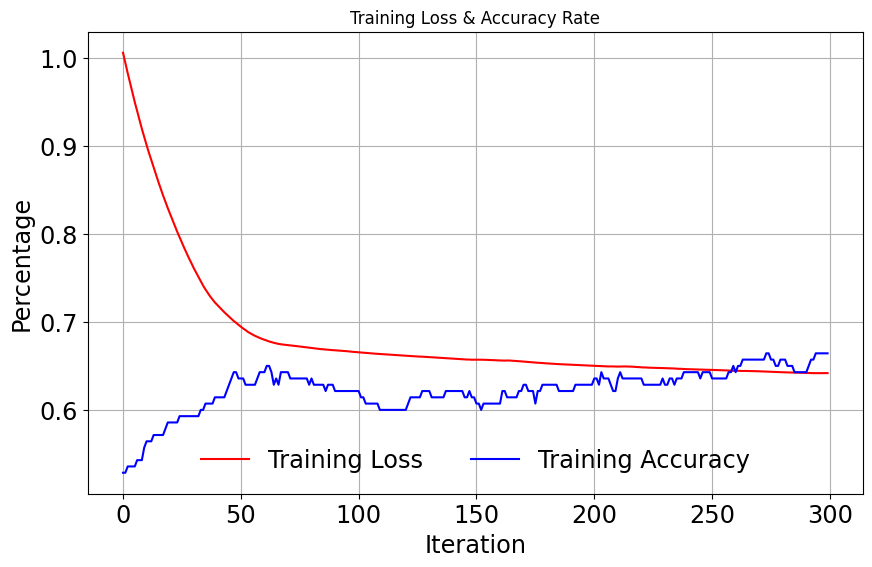 Training Loss & Accuracy Rate
1.0
0.9
0.8
0.7
0.6
Percentage
Training Loss
Training Accuracy
0 50 100 150 200 250 300
Iteration